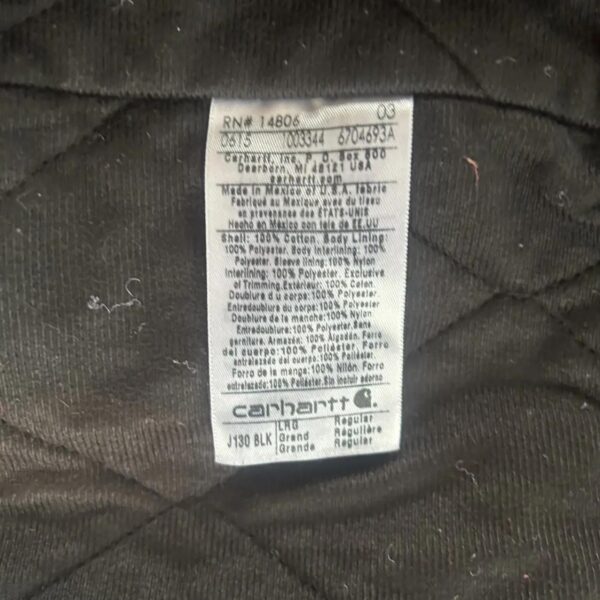 RN# 14806 03
0615 1003344 6704693A
Carhartt, Inc. P. O. Box 600
Dearborn, MI 48121 USA
carhartt.com
Made in Mexico of U.S.A. fabric
Fabriqué au Mexique avec du tissu
en provenance des ÉTATS-UNIS
Hecho en México con tela de EE.UU
Shell: 100% Cotton. Body Lining:
100% Polyester. Body Interlining: 100%
Polyester. Sleeve lining: 100% Nylon
Interlining: 100% Polyester. Exclusive
of Trimming. Extérieur: 100% Coton.
Doublure du corps: 100% Polyester
Entredoublure du corps: 100% Polyester
Doublure de la manche: 100% Nylon
Entredoublure: 100% Polyester Sans
garniture. Armazón: 100% Algodón. Forro
del cuerpo: 100% Poliéster. Forro
entrelazado del cuerpo: 100% Poliéster.
Forro de la manga: 100% Nilón. Forro
entrelazado: 100% Poliéster. Sin incluir adorno
carhartt
J130 BLK LRG Regular
Grand Régulière
Grande Regular